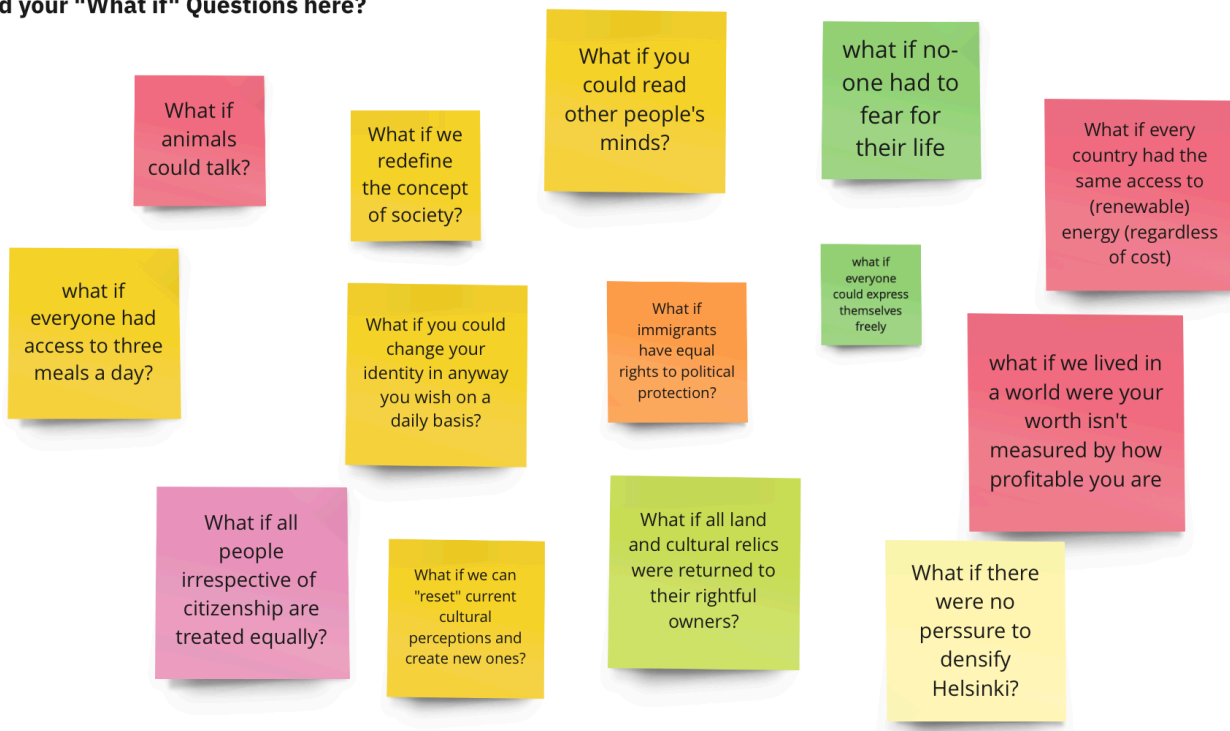 d your "What if" Questions here?
What if
animals
could talk?
What if we
redefine
the concept
of society?
What if you
could read
other people's
minds?
what if no-
one had to
fear for
their life
What if every
country had the
same access to
(renewable)
energy (regardless
of cost)
what if
everyone had
access to three
meals a day?
What if you could
change your
identity in anyway
you wish on a
daily basis?
What if
immigrants
have equal
rights to political
protection?
what if
everyone
could express
themselves
freely
what if we lived in
a world were your
worth isn't
measured by how
profitable you are
What if all
people
irrespective of
citizenship are
treated equally?
What if we can
"reset" current
cultural
perceptions and
create new ones?
What if all land
and cultural relics
were returned to
their rightful
owners?
What if there
were no
perssure to
densify
Helsinki?